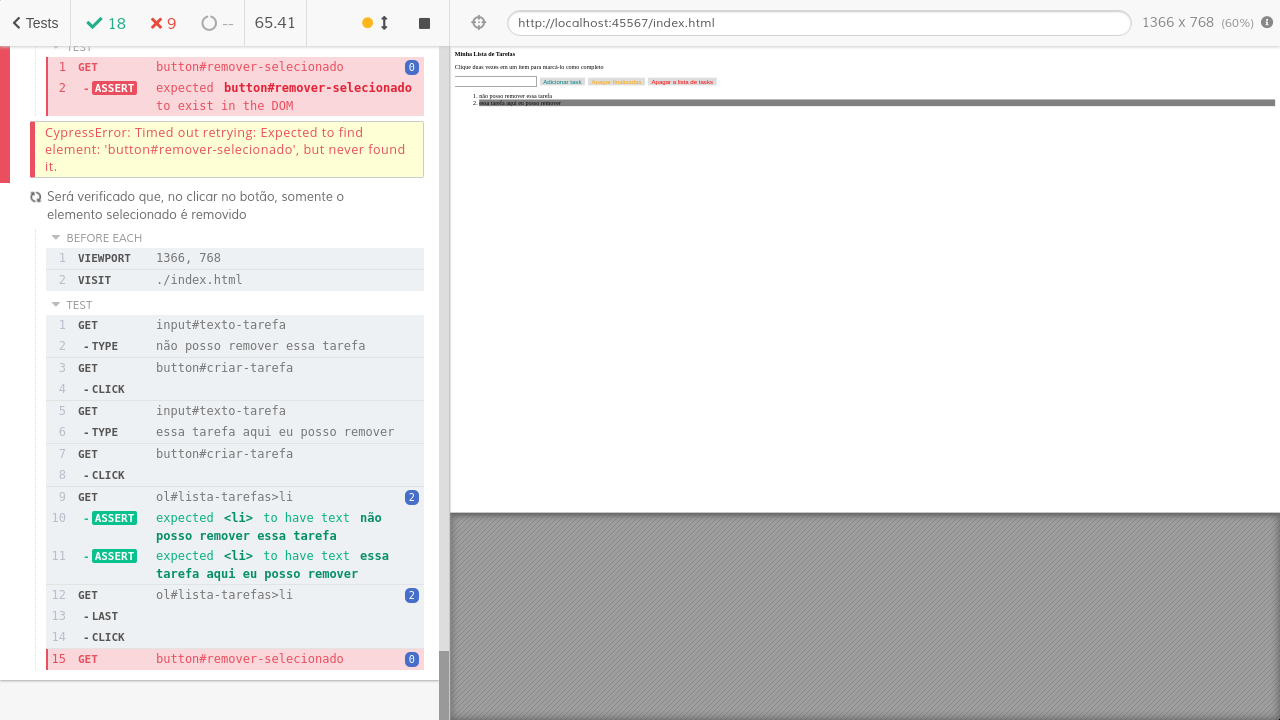 Tests
18
9
--
65.41
http://localhost:45567/index.html
1366 x 768 (60%)
TEST
1 GET button#remover-selecionado 0
2 -ASSERT expected button#remover-selecionado
to exist in the DOM
CypressError: Timed out retrying: Expected to find
element: 'button#remover-selecionado', but never found
it.
Será verificado que, no clicar no botão, somente o
elemento selecionado é removido
BEFORE EACH
1 VIEWPORT 1366, 768
2 VISIT ./index.html
TEST
1 GET input#texto-tarefa
2 -TYPE não posso remover essa tarefa
3 GET button#criar-tarefa
4 -CLICK
5 GET input#texto-tarefa
6 -TYPE essa tarefa aqui eu posso remover
7 GET button#criar-tarefa
8 -CLICK
9 GET ol#lista-tarefas>li 2
10 -ASSERT expected <li> to have text não
posso remover essa tarefa
11 -ASSERT expected <li> to have text essa
tarefa aqui eu posso remover
12 GET ol#lista-tarefas>li 2
13 -LAST
14 -CLICK
15 GET button#remover-selecionado 0
Minha Lista de Tarefas
Clique duas vezes em um item para marcá-lo como completo
Adicionar task Apagar finalizadas Apagar a lista de tasks
1. não posso remover essa tarefa
2. essa tarefa aqui eu posso remover